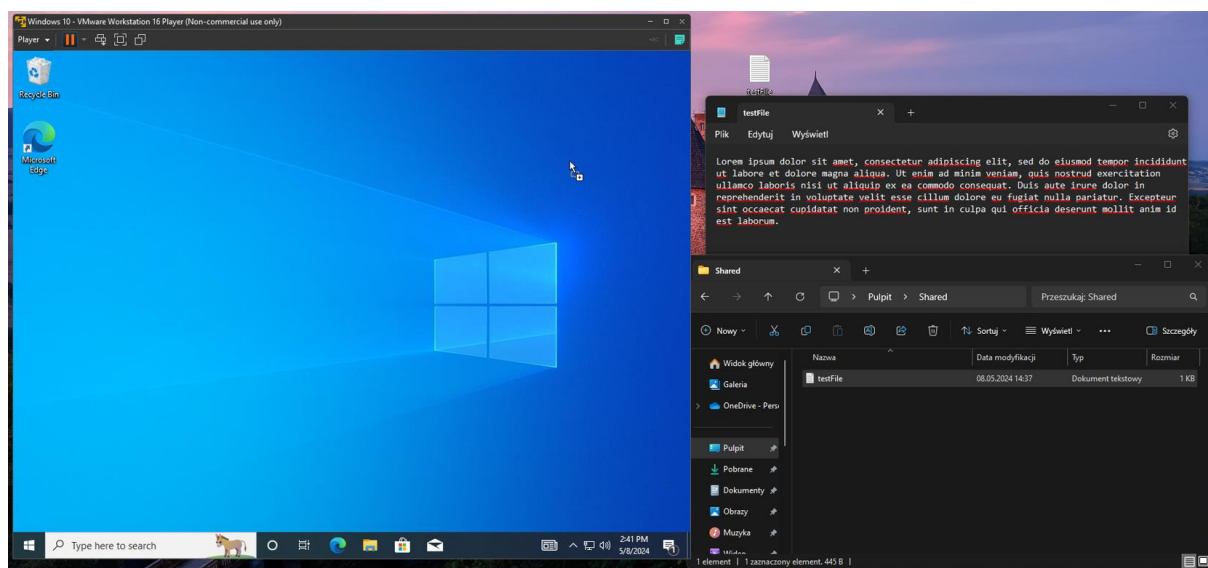 Windows 10 - VMware Workstation 16 Player (Non-commercial use only)
Player
Recycle Bin
Microsoft
Edge
Type here to search
2:41 PM
5/8/2024
1
testFile
testFile
Plik Edytuj Wyświetl
Lorem ipsum dolor sit amet, consectetur adipiscing elit, sed do eiusmod tempor incididunt
ut labore et dolore magna aliqua. Ut enim ad minim veniam, quis nostrud exercitation
ullamco laboris nisi ut aliquip ex ea commodo consequat. Duis aute irure dolor in
reprehenderit in voluptate velit esse cillum dolore eu fugiat nulla pariatur. Excepteur
sint occaecat cupidatat non proident, sunt in culpa qui officia deserunt mollit anim id
est laborum.
Shared
Pulpit > Shared
Przeszukaj: Shared
Nowy
Sortuj
Wyświetl
Szczegóły
Nazwa Data modyfikacji Typ Rozmiar
testFile 08.05.2024 14:37 Dokument tekstowy 1 KB
Widok główny
Galeria
OneDrive - Pers
Pulpit
Pobrane
Dokumenty
Obrazy
Muzyka
Wideo
1 element | 1 zaznaczony element. 445 B |